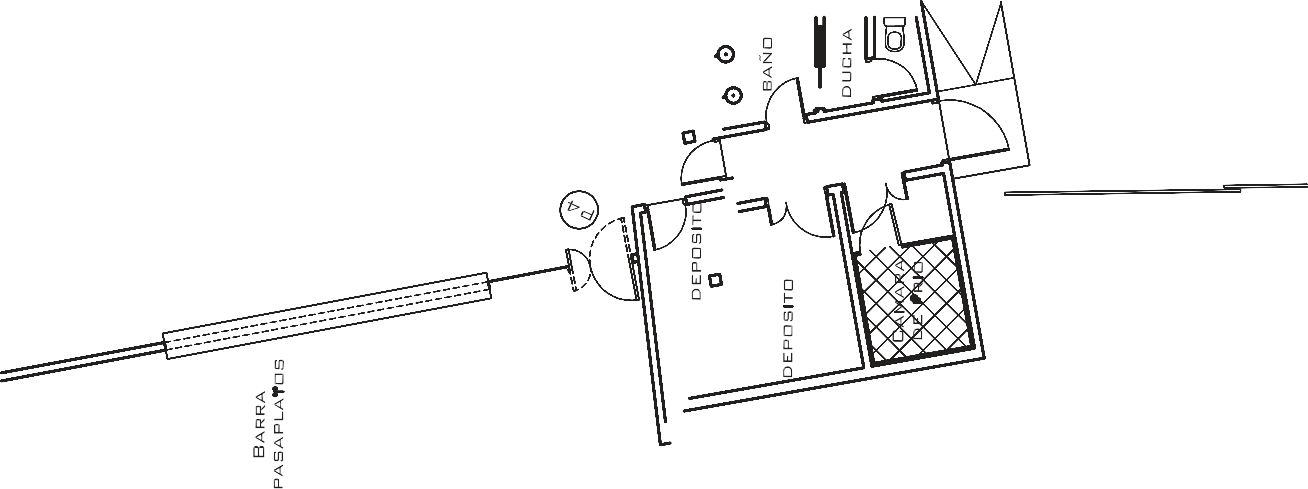 BAÑO
DUCHA
P4
DEPOSITO
DEPOSITO
CAMARA
DE FRIO
BARRA
PASAPLATOS